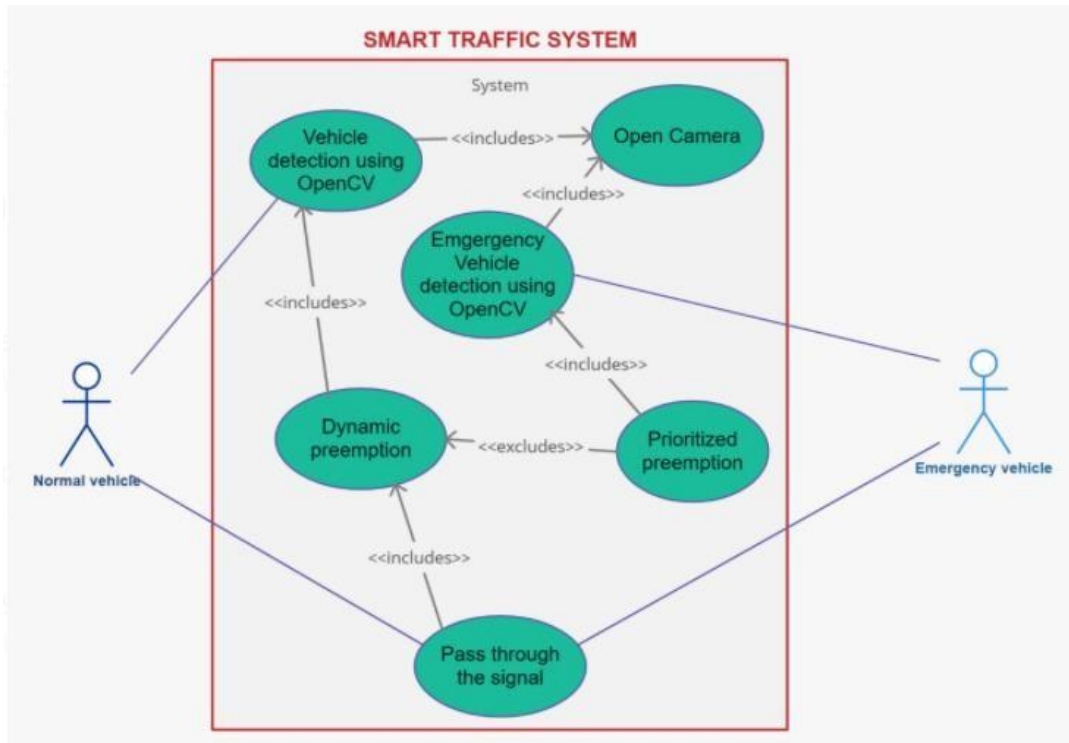 SMART TRAFFIC SYSTEM
System
Vehicle
detection using
OpenCV
<<includes>>
Open Camera
<<includes>>
Emgergency
Vehicle
detection using
OpenCV
<<includes>>
<<includes>>
Dynamic
preemption
<<excludes>>
Prioritized
preemption
Normal vehicle
Emergency vehicle
<<includes>>
Pass through
the signal